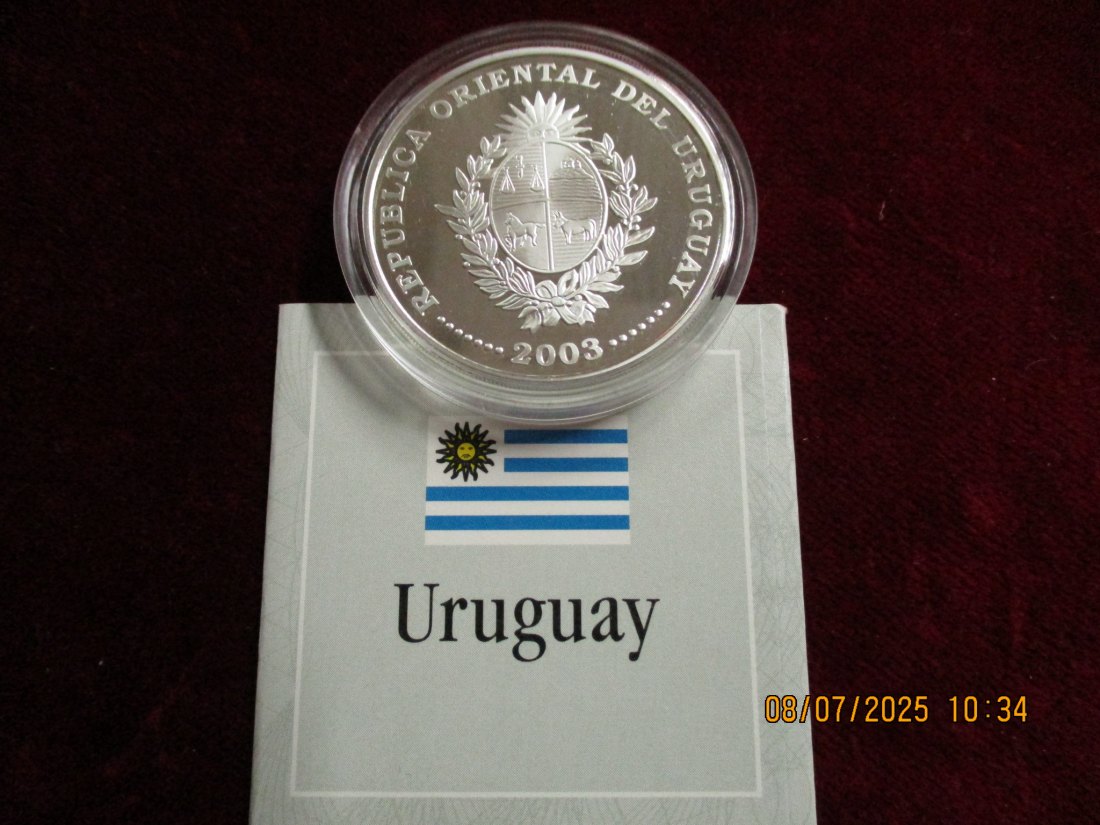 REPUBLICA ORIENTAL DEL URUGUAY
2003
Uruguay
08/07/2025 10:34